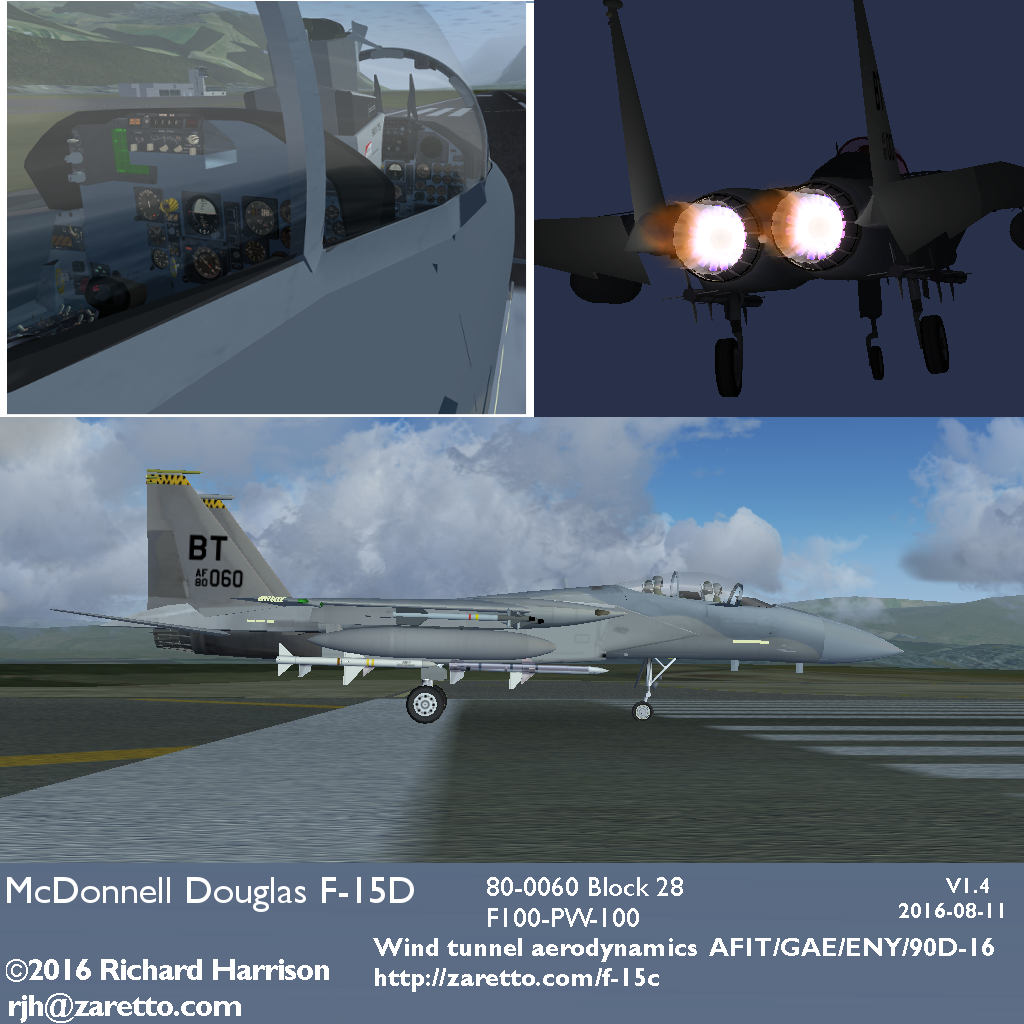 BT
AF
80 060
McDonnell Douglas F-15D
80-0060 Block 28
F100-PW-100
V1.4
2016-08-11
Wind tunnel aerodynamics AFIT/GAE/ENY/90D-16
http://zaretto.com/f-15c
©2016 Richard Harrison
rjh@zaretto.com